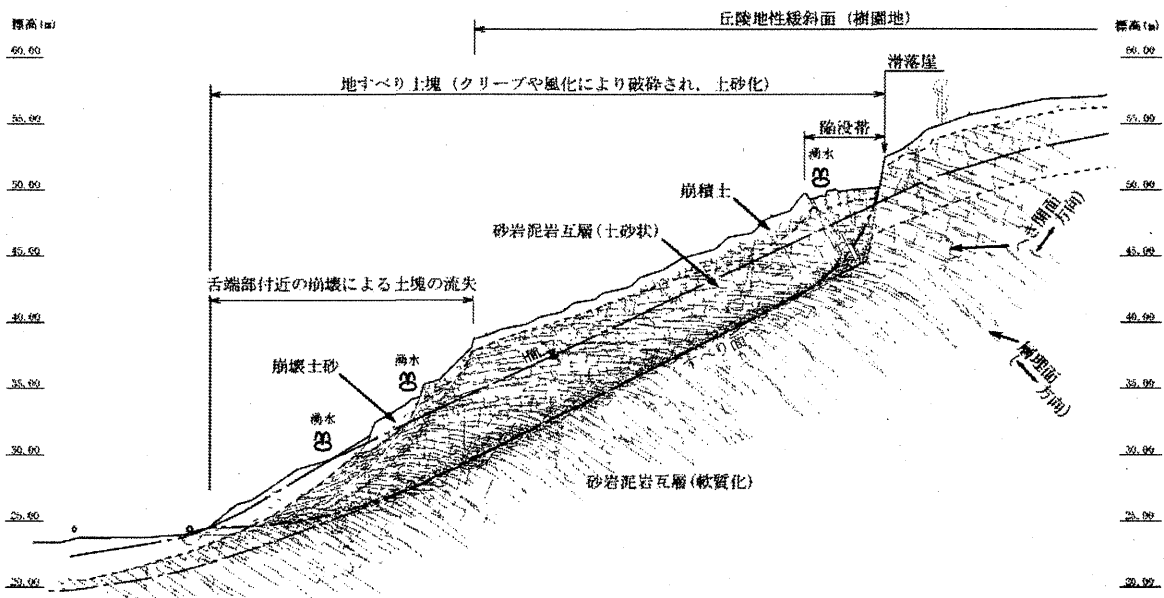 丘陵地性緩斜面 (樹園地)
標高(m)
標高(m)
60.00
60.00
滑落崖
地すべり土塊 (クリープや風化により破砕され、土砂化)
55.00
55.00
陥没帯
湧水
50.00
50.00
崩積土
砂岩泥岩互層(土砂状)
45.00
45.00
舌端部付近の崩壊による土塊の流失
40.00
40.00
湧水
崩壊土砂
すべり面
35.00
35.00
湧水
30.00
30.00
砂岩泥岩互層(軟質化)
25.00
25.00
20.00
20.00